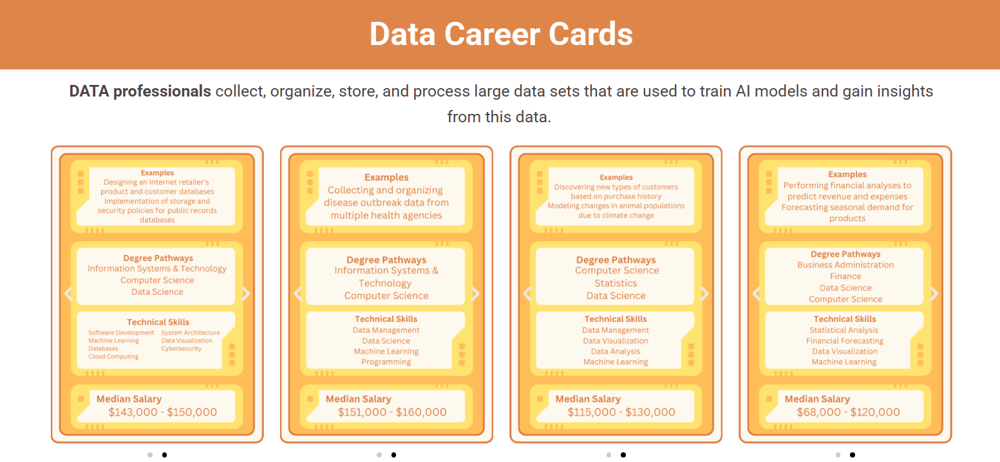 Data Career Cards
DATA professionals collect, organize, store, and process large data sets that are used to train AI models and gain insights
from this data.
Examples
Designing an Internet retailer's
product and customer databases
Implementation of storage and
security policies for public records
databases
Degree Pathways
Information Systems & Technology
Computer Science
Data Science
Technical Skills
Software Development
Machine Learning
Databases
Cloud Computing
System Architecture
Data Visualization
Cybersecurity
Median Salary
$143,000 - $150,000
Examples
Collecting and organizing
disease outbreak data from
multiple health agencies
Degree Pathways
Information Systems &
Technology
Computer Science
Technical Skills
Data Management
Data Science
Machine Learning
Programming
Median Salary
$151,000 - $160,000
Examples
Discovering new types of customers
based on purchase history
Modeling changes in animal populations
due to climate change
Degree Pathways
Computer Science
Statistics
Data Science
Technical Skills
Data Management
Data Visualization
Data Analysis
Machine Learning
Median Salary
$115,000 - $130,000
Examples
Performing financial analyses to
predict revenue and expenses
Forecasting seasonal demand for
products
Degree Pathways
Business Administration
Finance
Data Science
Computer Science
Technical Skills
Statistical Analysis
Financial Forecasting
Data Visualization
Machine Learning
Median Salary
$68,000 - $120,000